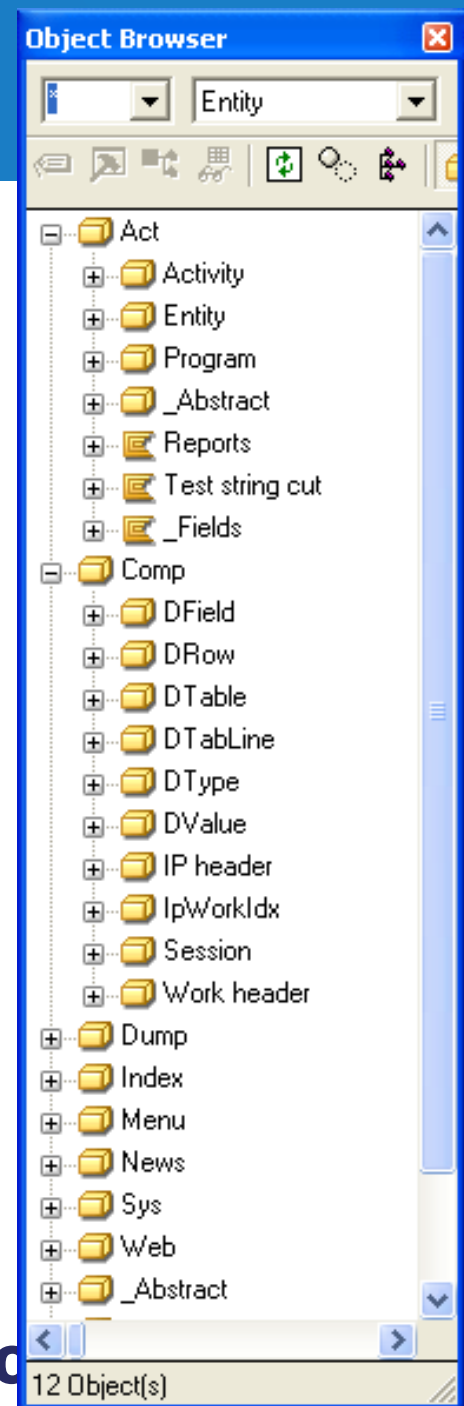 Object Browser
* Entity
Act
Activity
Entity
Program
_Abstract
Reports
Test string cut
_Fields
Comp
DField
DRow
DTable
DTabLine
DType
DValue
IP header
IpWorkIdx
Session
Work header
Dump
Index
Menu
News
Sys
Web
_Abstract
12 Object(s)